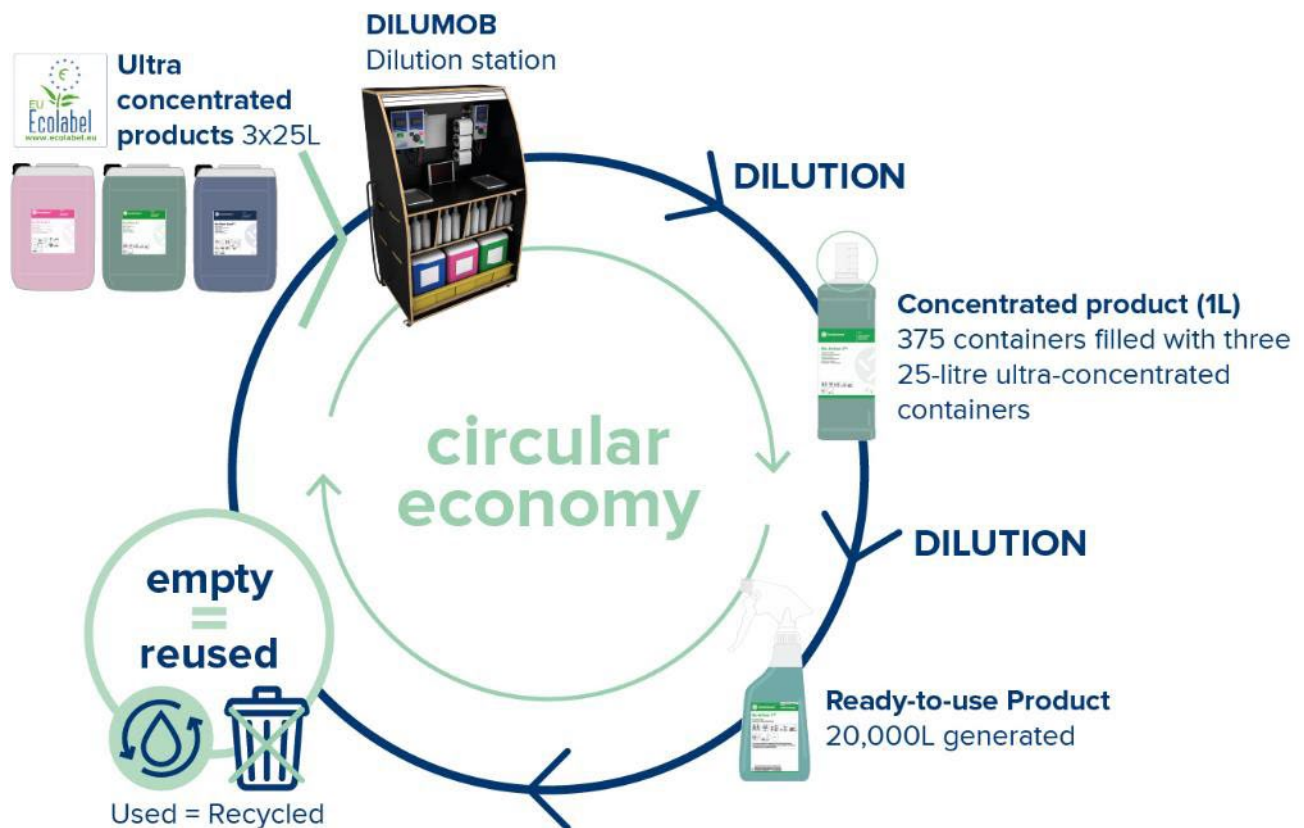 DILUMOB
Dilution station
EU
Ecolabel
www.ecolabel.eu
Ultra
concentrated
products 3x25L
DILUTION
Concentrated product (1L)
375 containers filled with three
25-litre ultra-concentrated
containers
circular
economy
DILUTION
empty
=
reused
Ready-to-use Product
20,000L generated
Used = Recycled